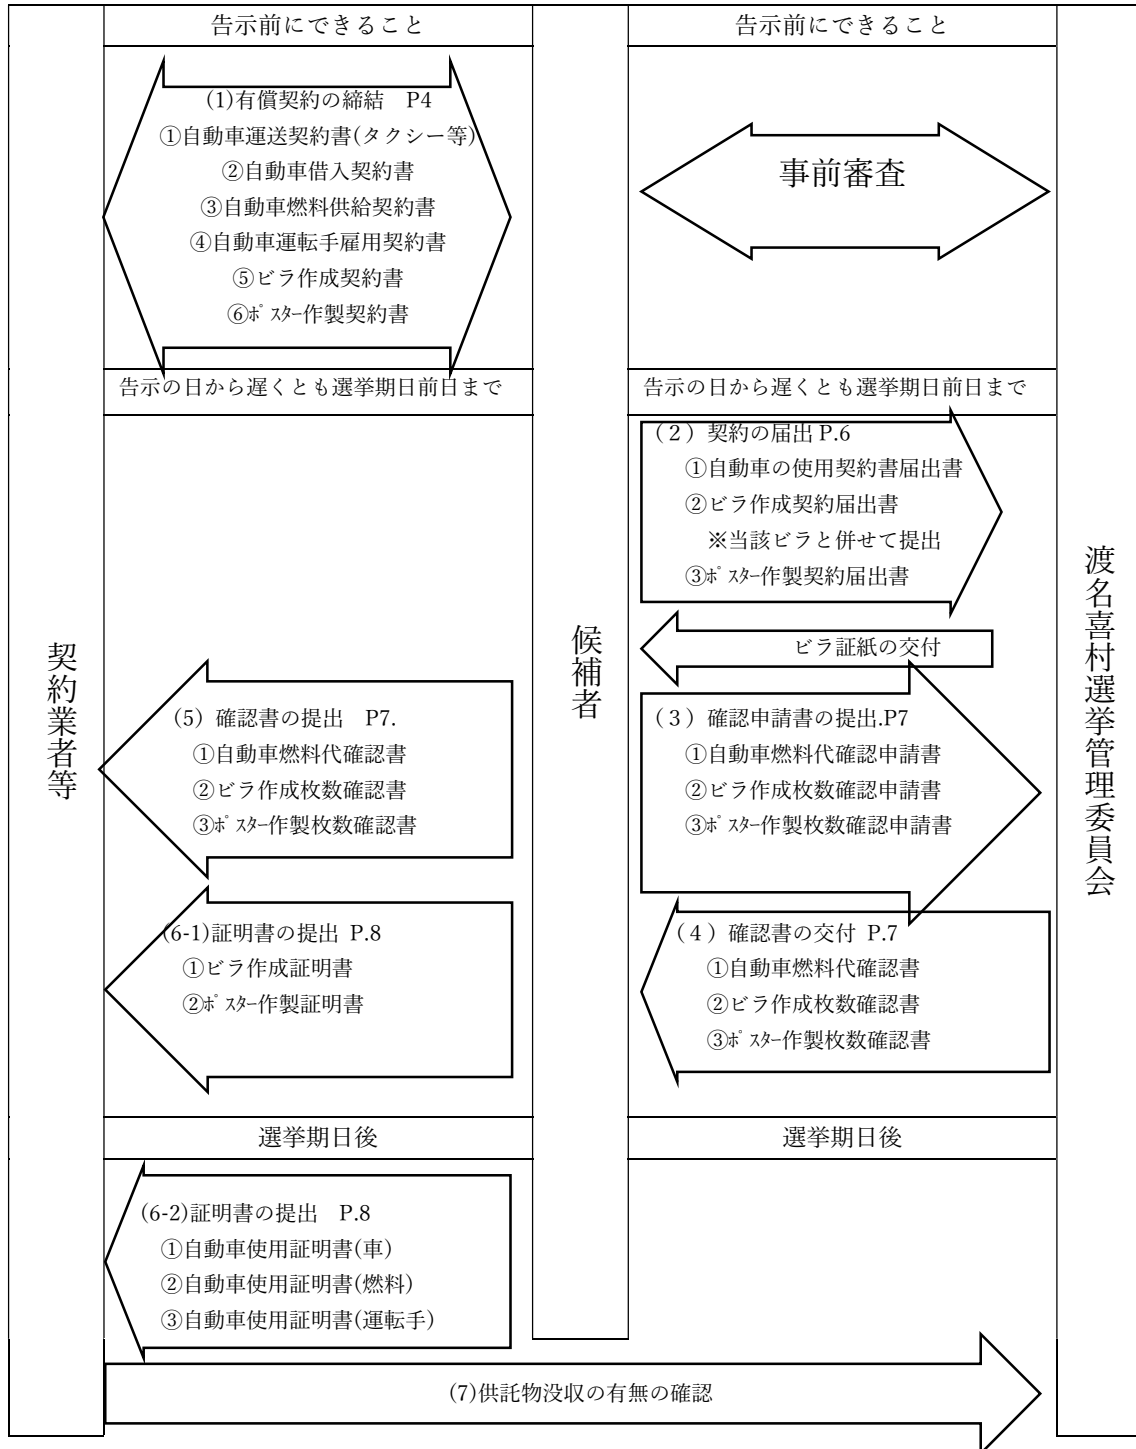 告示前にできること
告示前にできること
(1)有償契約の締結　P4
①自動車運送契約書(タクシー等)
②自動車借入契約書
③自動車燃料供給契約書
④自動車運転手雇用契約書
⑤ビラ作成契約書
⑥ﾎﾟｽﾀｰ作製契約書
事前審査
告示の日から遅くとも選挙期日前日まで
告示の日から遅くとも選挙期日前日まで
（2）契約の届出 P.6
①自動車の使用契約書届出書
②ビラ作成契約届出書
※当該ビラと併せて提出
③ﾎﾟｽﾀｰ作製契約届出書
ビラ証紙の交付
契約業者等
候補者
渡名喜村選挙管理委員会
(5）確認書の提出　P7.
①自動車燃料代確認書
②ビラ作成枚数確認書
③ﾎﾟｽﾀｰ作製枚数確認書
（3）確認申請書の提出.P7
①自動車燃料代確認申請書
②ビラ作成枚数確認申請書
③ﾎﾟｽﾀｰ作製枚数確認申請書
(6-1)証明書の提出 P.8
①ビラ作成証明書
②ﾎﾟｽﾀｰ作製証明書
（4）確認書の交付 P.7
①自動車燃料代確認書
②ビラ作成枚数確認書
③ﾎﾟｽﾀｰ作製枚数確認書
選挙期日後
選挙期日後
(6-2)証明書の提出　P.8
①自動車使用証明書(車)
②自動車使用証明書(燃料)
③自動車使用証明書(運転手)
(7)供託物没収の有無の確認